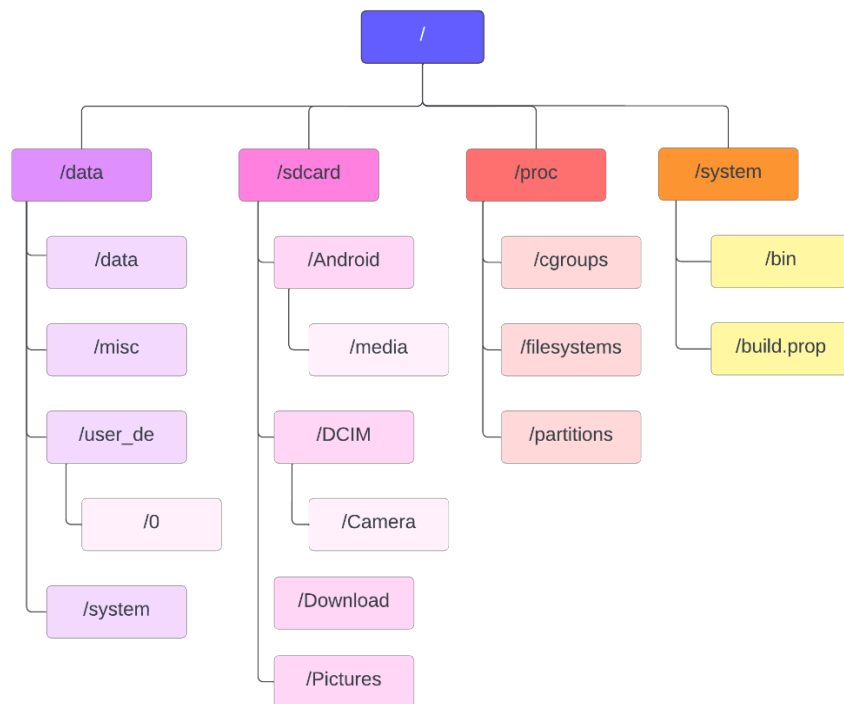 /
/data
/sdcard
/proc
/system
/data
/Android
/cgroups
/bin
/misc
/media
/filesystems
/build.prop
/user_de
/DCIM
/partitions
/0
/Camera
/system
/Download
/Pictures